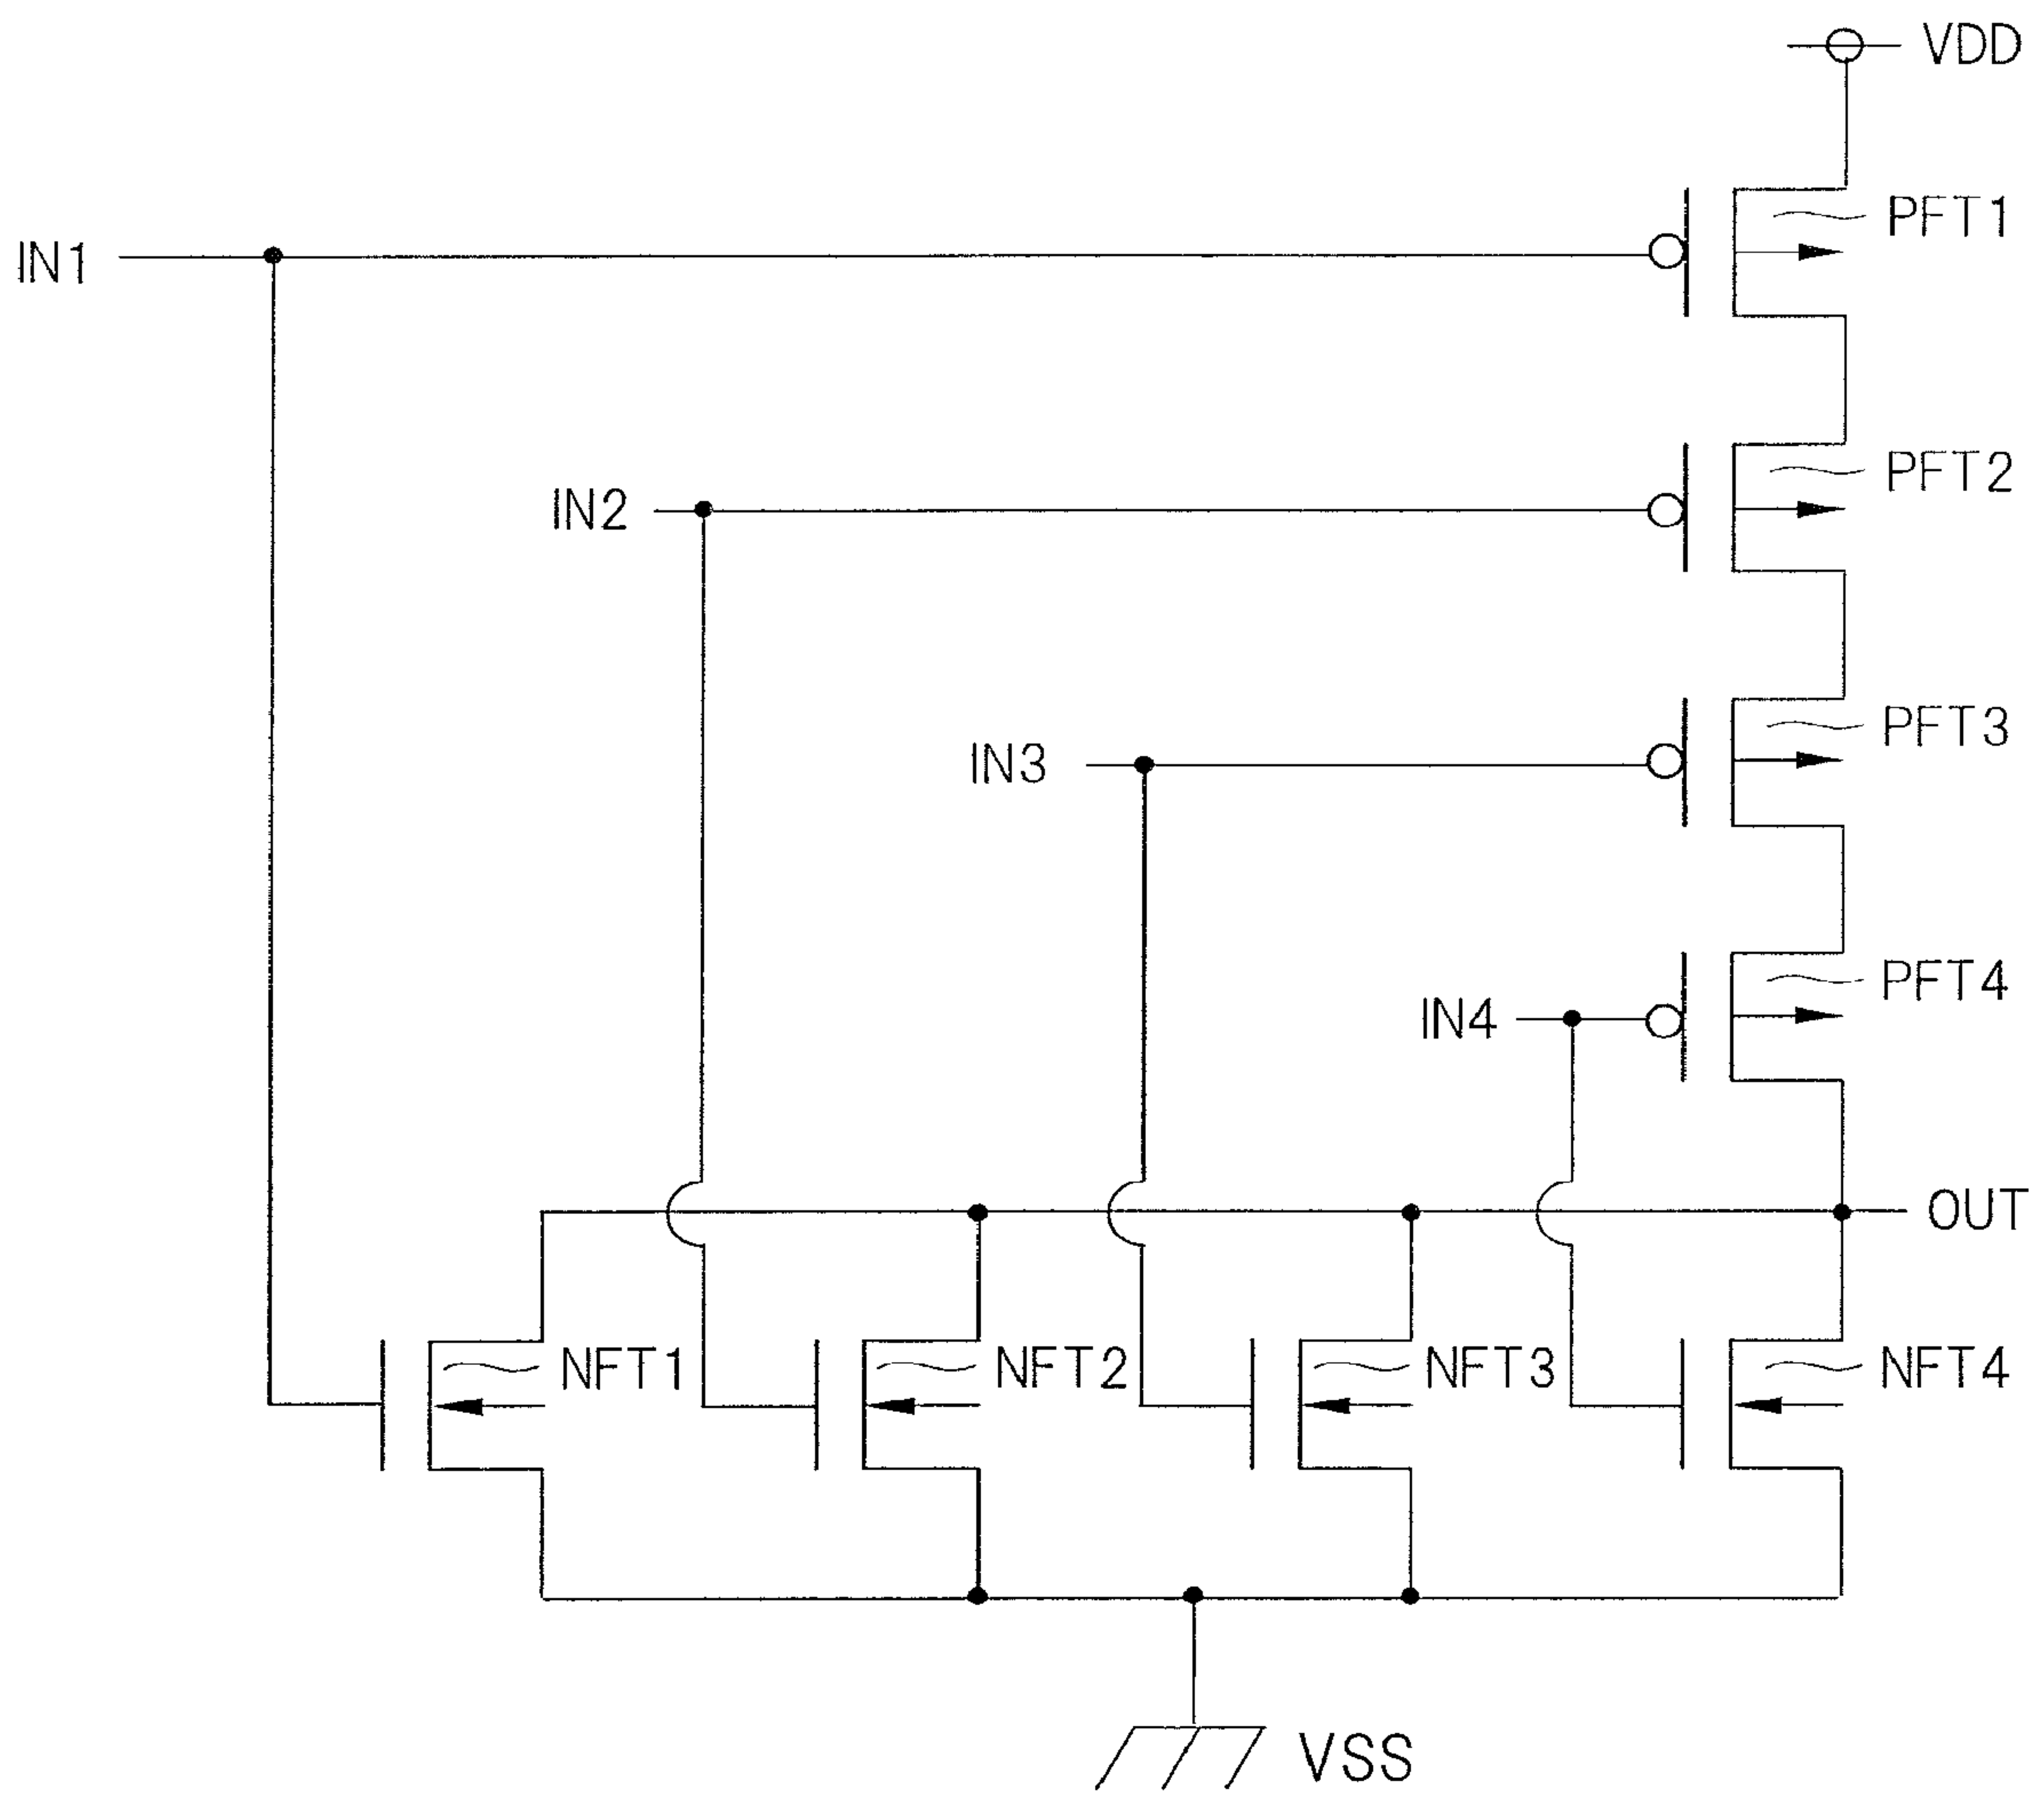 VDD
PFT1
IN1
PFT2
IN2
PFT3
IN3
PFT4
IN4
OUT
NFT1
NFT2
NFT3
NFT4
VSS